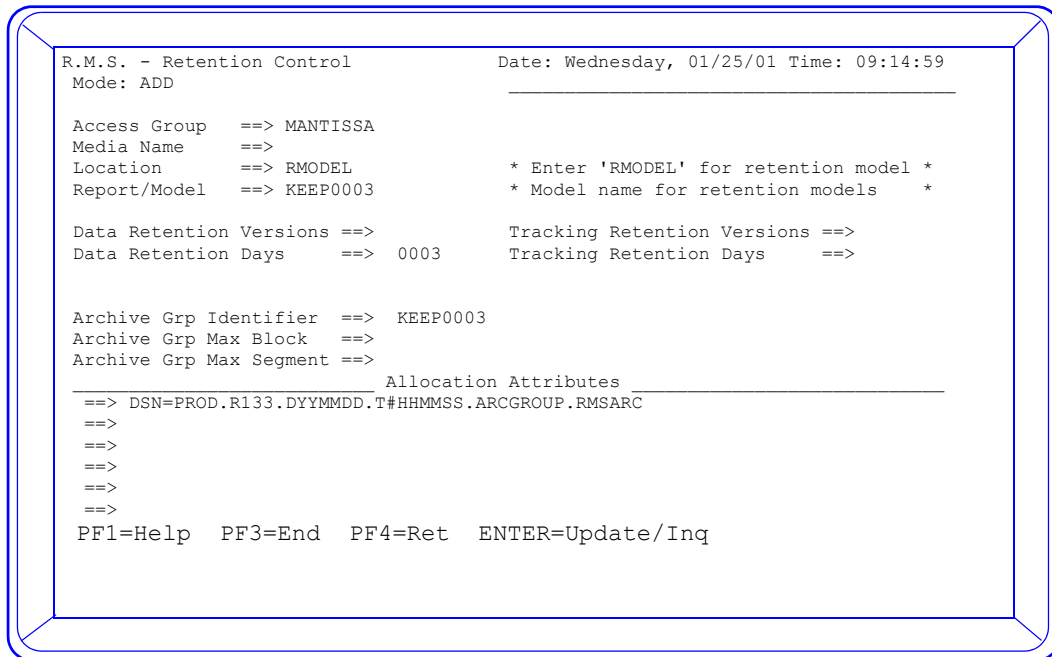 R.M.S. - Retention Control Date: Wednesday, 01/25/01 Time: 09:14:59
Mode: ADD ________________________________________
Access Group ==> MANTISSA
Media Name ==>
Location ==> RMODEL * Enter 'RMODEL' for retention model *
Report/Model ==> KEEP0003 * Model name for retention models *
Data Retention Versions ==> Tracking Retention Versions ==>
Data Retention Days ==> 0003 Tracking Retention Days ==>
Archive Grp Identifier ==> KEEP0003
Archive Grp Max Block ==>
Archive Grp Max Segment ==>
___________________________ Allocation Attributes ____________________________
==> DSN=PROD.R133.DYYMMDD.T#HHMMSS.ARCGROUP.RMSARC
==>
==>
==>
==>
==>
PF1=Help PF3=End PF4=Ret ENTER=Update/Inq